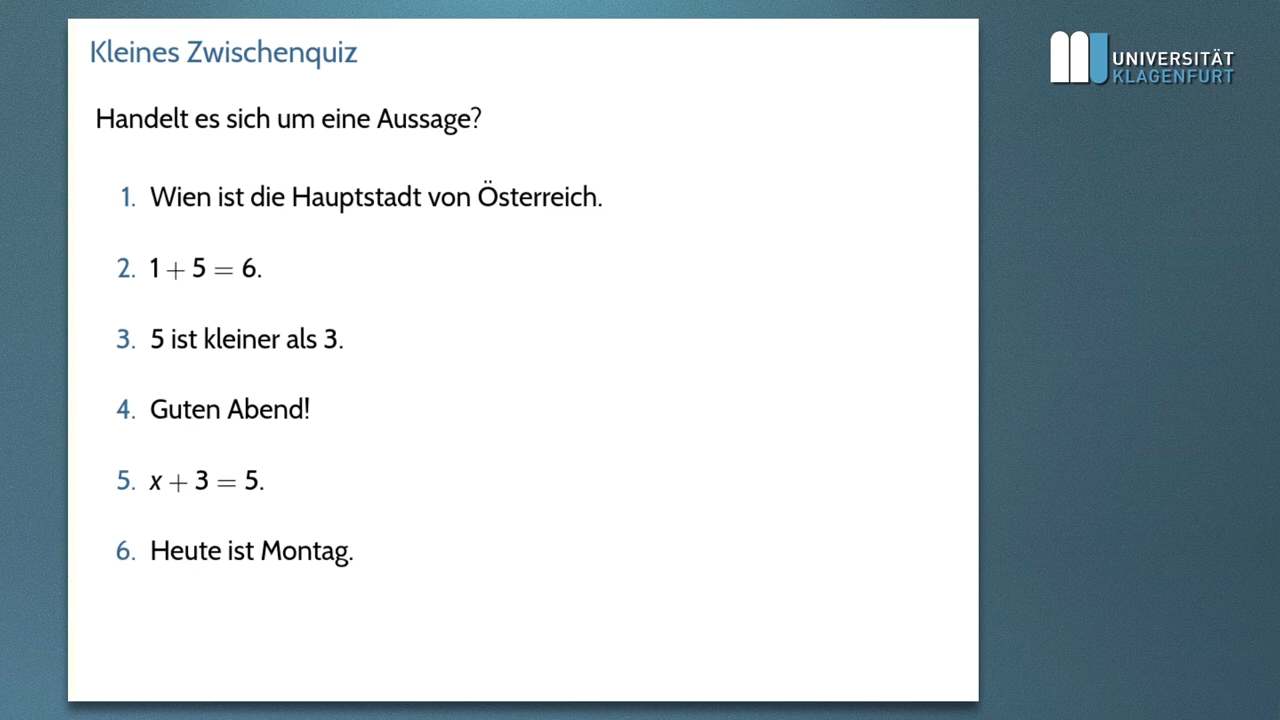 Kleines Zwischenquiz
Handelt es sich um eine Aussage?
1. Wien ist die Hauptstadt von Österreich.
2. 1 + 5 = 6.
3. 5 ist kleiner als 3.
4. Guten Abend!
5. x + 3 = 5.
6. Heute ist Montag.
UNIVERSITÄT
KLAGENFURT